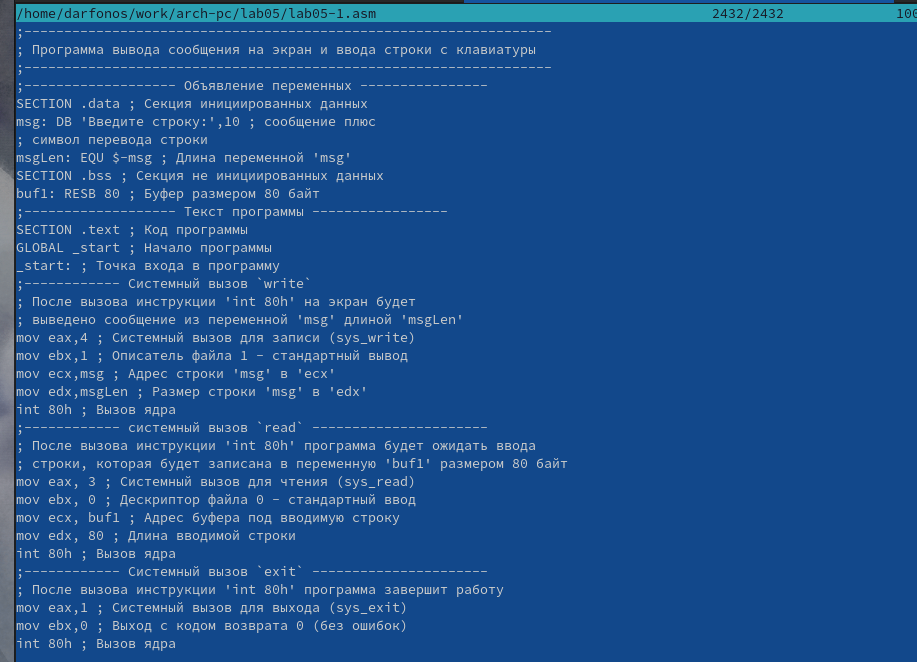 /home/darfonos/work/arch-pc/lab05/lab05-1.asm 2432/2432 100
;------------------------------------------------------------------
; Программа вывода сообщения на экран и ввода строки с клавиатуры
;------------------------------------------------------------------
;------------------- Объявление переменных ----------------
SECTION .data ; Секция инициированных данных
msg: DB 'Введите строку:',10 ; сообщение плюс
; символ перевода строки
msgLen: EQU $-msg ; Длина переменной 'msg'
SECTION .bss ; Секция не инициированных данных
buf1: RESB 80 ; Буфер размером 80 байт
;------------------- Текст программы -----------------
SECTION .text ; Код программы
GLOBAL _start ; Начало программы
_start: ; Точка входа в программу
;------------ Системный вызов `write`
; После вызова инструкции 'int 80h' на экран будет
; выведено сообщение из переменной 'msg' длиной 'msgLen'
mov eax,4 ; Системный вызов для записи (sys_write)
mov ebx,1 ; Описатель файла 1 - стандартный вывод
mov ecx,msg ; Адрес строки 'msg' в 'ecx'
mov edx,msgLen ; Размер строки 'msg' в 'edx'
int 80h ; Вызов ядра
;------------ системный вызов `read` ----------------------
; После вызова инструкции 'int 80h' программа будет ожидать ввода
; строки, которая будет записана в переменную 'buf1' размером 80 байт
mov eax, 3 ; Системный вызов для чтения (sys_read)
mov ebx, 0 ; Дескриптор файла 0 - стандартный ввод
mov ecx, buf1 ; Адрес буфера под вводимую строку
mov edx, 80 ; Длина вводимой строки
int 80h ; Вызов ядра
;------------ Системный вызов `exit` ----------------------
; После вызова инструкции 'int 80h' программа завершит работу
mov eax,1 ; Системный вызов для выхода (sys_exit)
mov ebx,0 ; Выход с кодом возврата 0 (без ошибок)
int 80h ; Вызов ядра